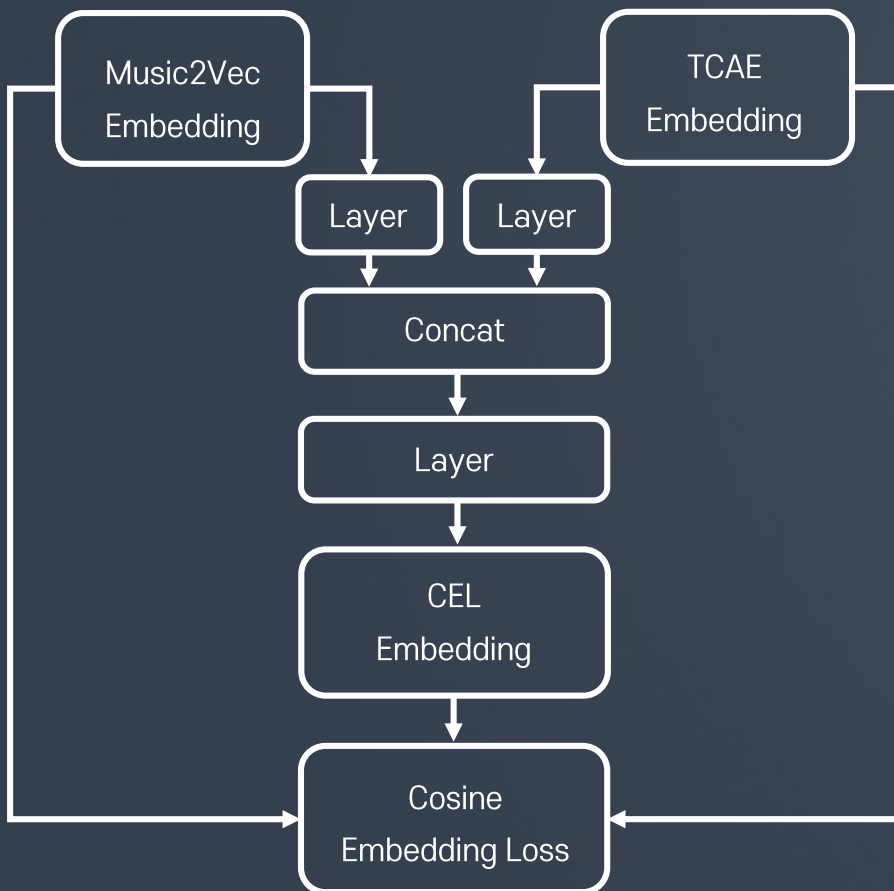 Music2Vec
Embedding
TCAE
Embedding
Layer
Layer
Concat
Layer
CEL
Embedding
Cosine
Embedding Loss